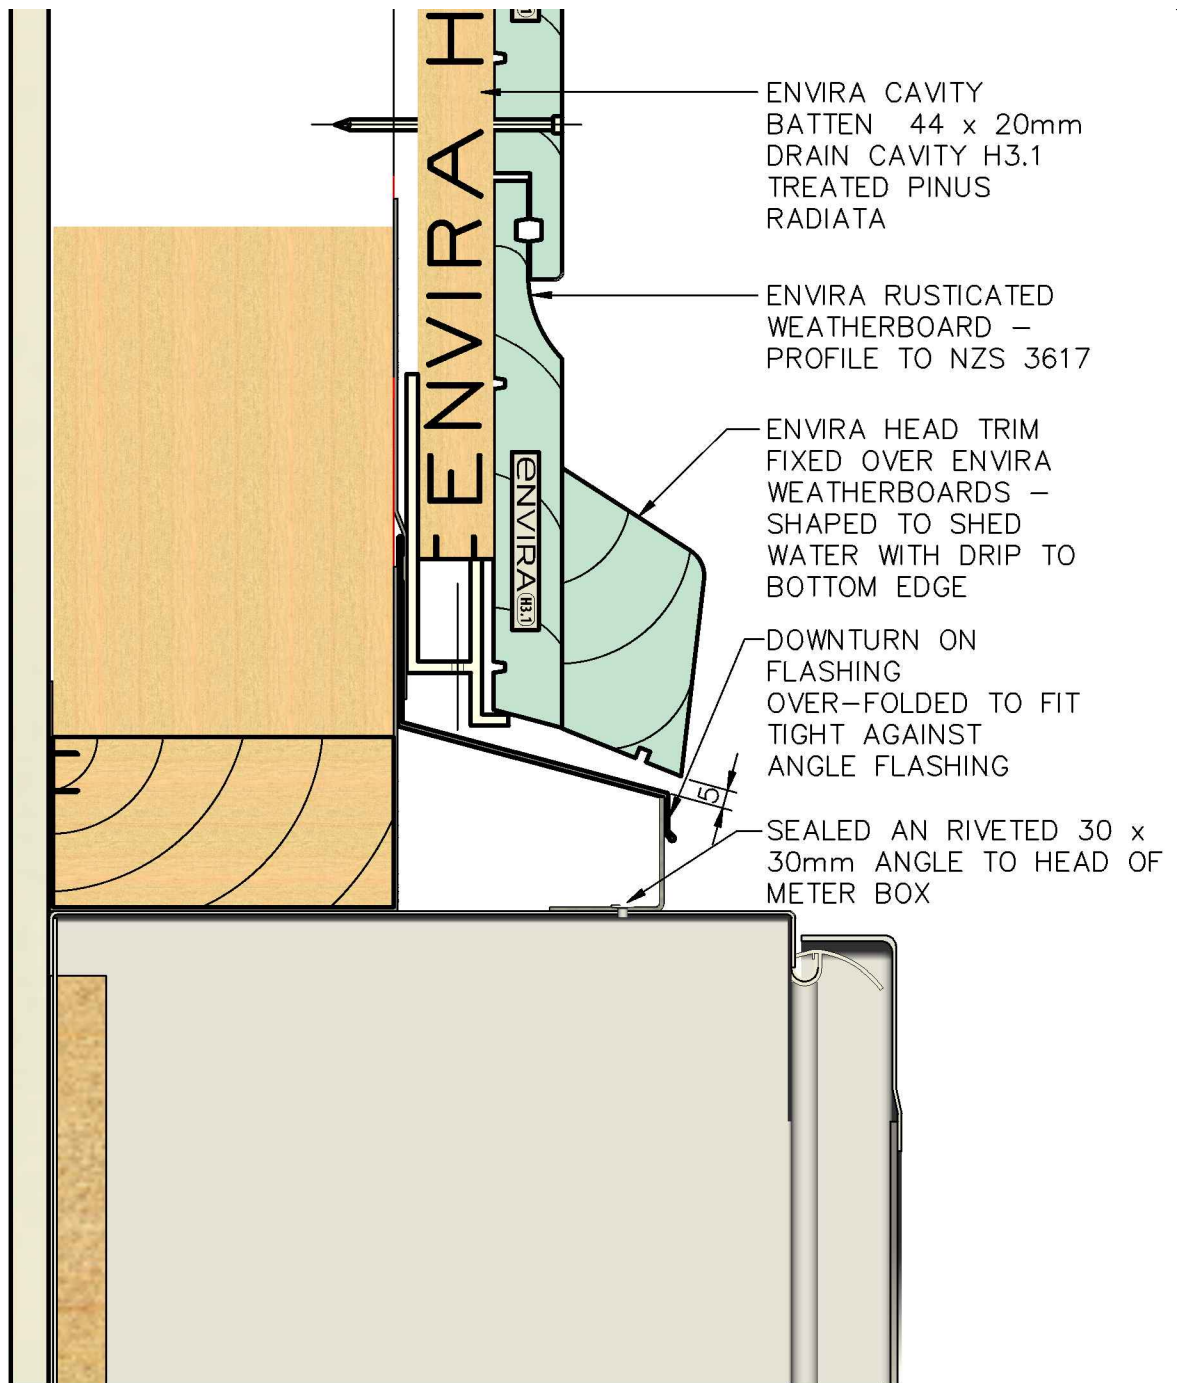 ENVIRA H
1
ENVIRA CAVITY
BATTEN 44 x 20mm
DRAIN CAVITY H3.1
TREATED PINUS
RADIATA
ENVIRA RUSTICATED
WEATHERBOARD –
PROFILE TO NZS 3617
ENVIRA HEAD TRIM
FIXED OVER ENVIRA
WEATHERBOARDS –
SHAPED TO SHED
WATER WITH DRIP TO
BOTTOM EDGE
ENVIRA H3.1
DOWNTURN ON
FLASHING
OVER–FOLDED TO FIT
TIGHT AGAINST
ANGLE FLASHING
5
SEALED AN RIVETED 30 x
30mm ANGLE TO HEAD OF
METER BOX